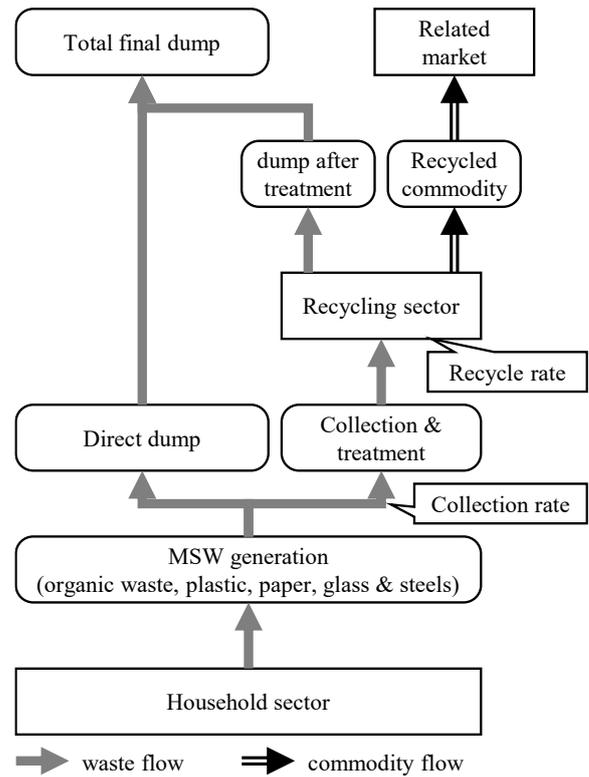 Total final dump
Related
market
dump after
treatment
Recycled
commodity
Recycling sector
Recycle rate
Direct dump
Collection &
treatment
Collection rate
MSW generation
(organic waste, plastic, paper, glass & steels)
Household sector
waste flow
commodity flow